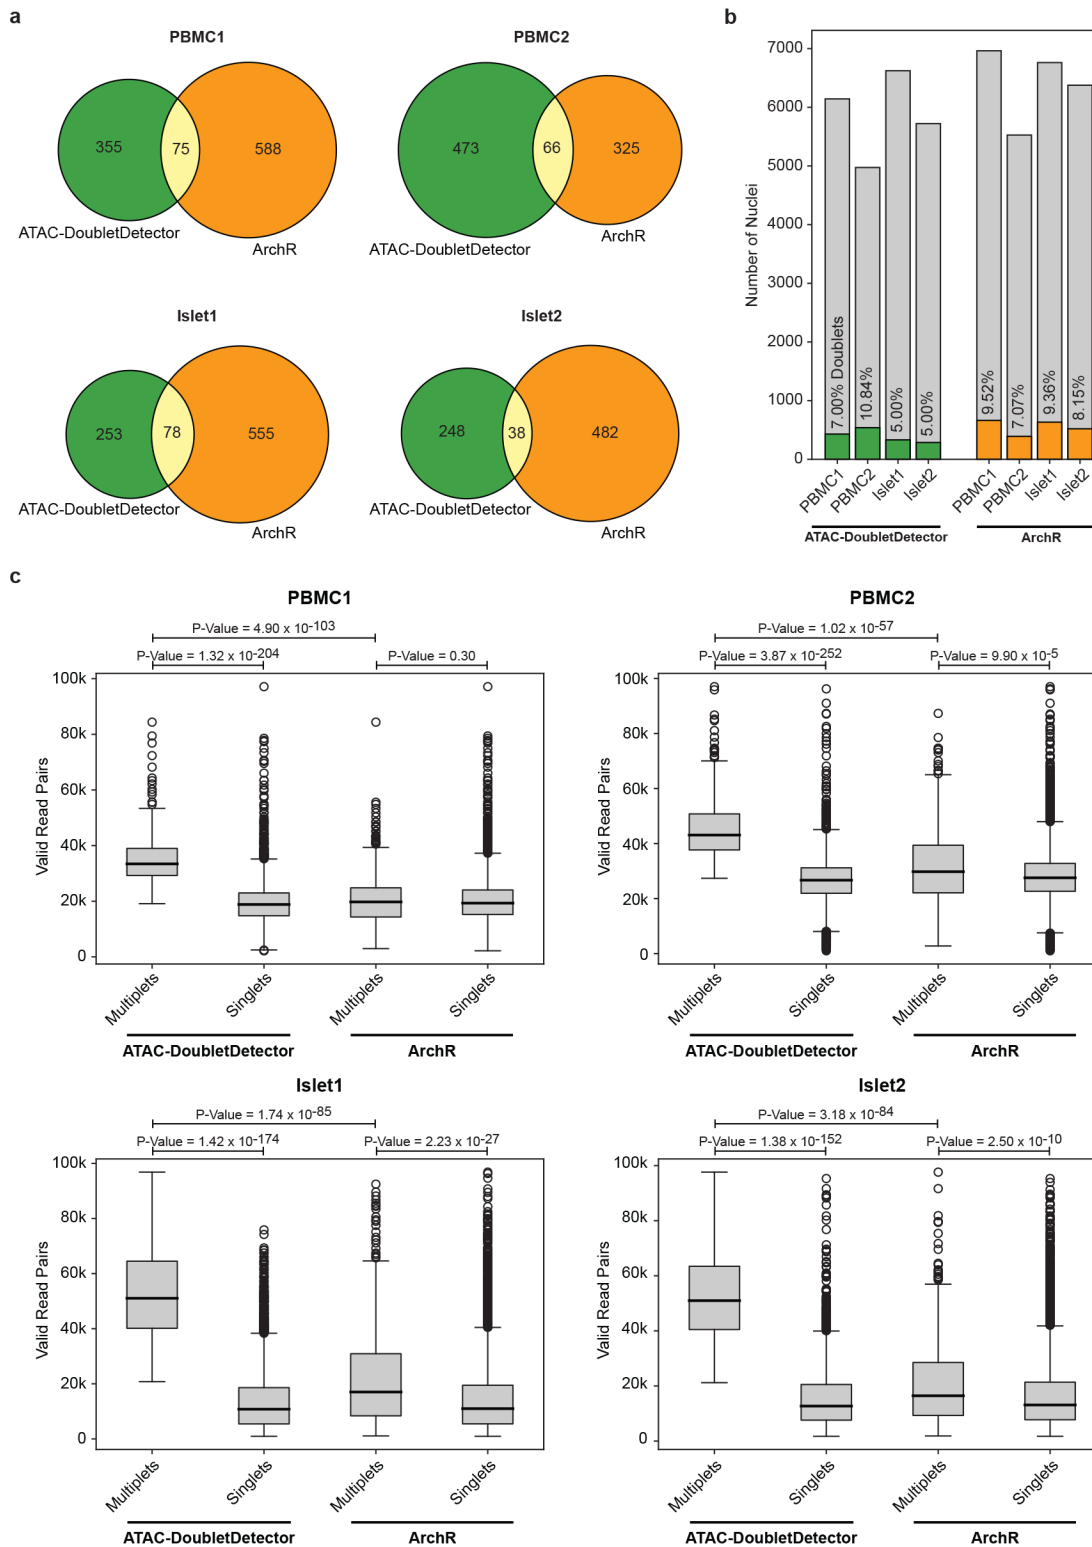 a
PBMC1
355
75
588
ATAC-DoubletDetector
ArchR
PBMC2
473
66
325
ATAC-DoubletDetector
ArchR
Islet1
253
78
555
ATAC-DoubletDetector
ArchR
Islet2
248
38
482
ATAC-DoubletDetector
ArchR
b
Number of Nuclei
7000
6000
5000
4000
3000
2000
1000
0
7.00% Doublets
10.84%
5.00%
5.00%
9.52%
7.07%
9.36%
8.15%
PBMC1
PBMC2
Islet1
Islet2
PBMC1
PBMC2
Islet1
Islet2
ATAC-DoubletDetector
ArchR
c
PBMC1
P-Value = 4.90 x 10-103
P-Value = 1.32 x 10-204
P-Value = 0.30
Valid Read Pairs
100k
80k
60k
40k
20k
0
Multiplets
Singlets
Multiplets
Singlets
ATAC-DoubletDetector
ArchR
PBMC2
P-Value = 1.02 x 10-57
P-Value = 3.87 x 10-252
P-Value = 9.90 x 10-5
Valid Read Pairs
100k
80k
60k
40k
20k
0
Multiplets
Singlets
Multiplets
Singlets
ATAC-DoubletDetector
ArchR
Islet1
P-Value = 1.74 x 10-85
P-Value = 1.42 x 10-174
P-Value = 2.23 x 10-27
Valid Read Pairs
100k
80k
60k
40k
20k
0
Multiplets
Singlets
Multiplets
Singlets
ATAC-DoubletDetector
ArchR
Islet2
P-Value = 3.18 x 10-84
P-Value = 1.38 x 10-152
P-Value = 2.50 x 10-10
Valid Read Pairs
100k
80k
60k
40k
20k
0
Multiplets
Singlets
Multiplets
Singlets
ATAC-DoubletDetector
ArchR